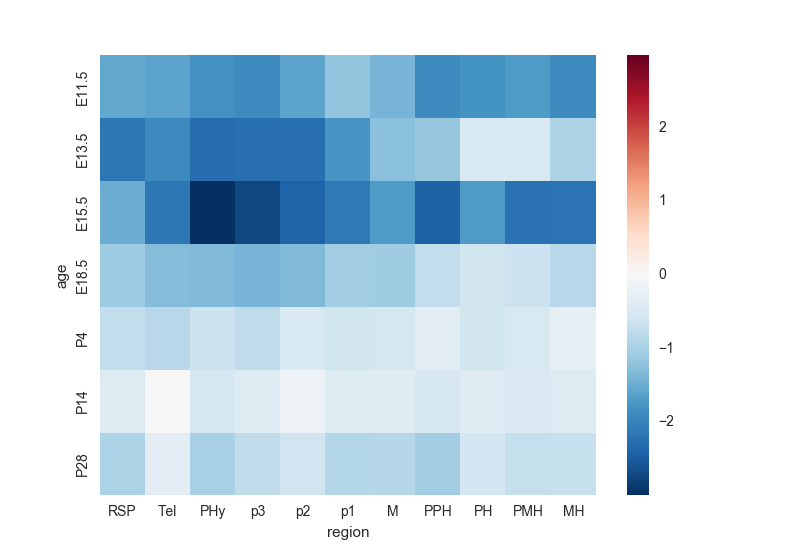 E11.5
E13.5
E15.5
E18.5
P4
P14
P28
age
RSP Tel PHy p3 p2 p1 M PPH PH PMH MH
region
2
1
0
−1
−2